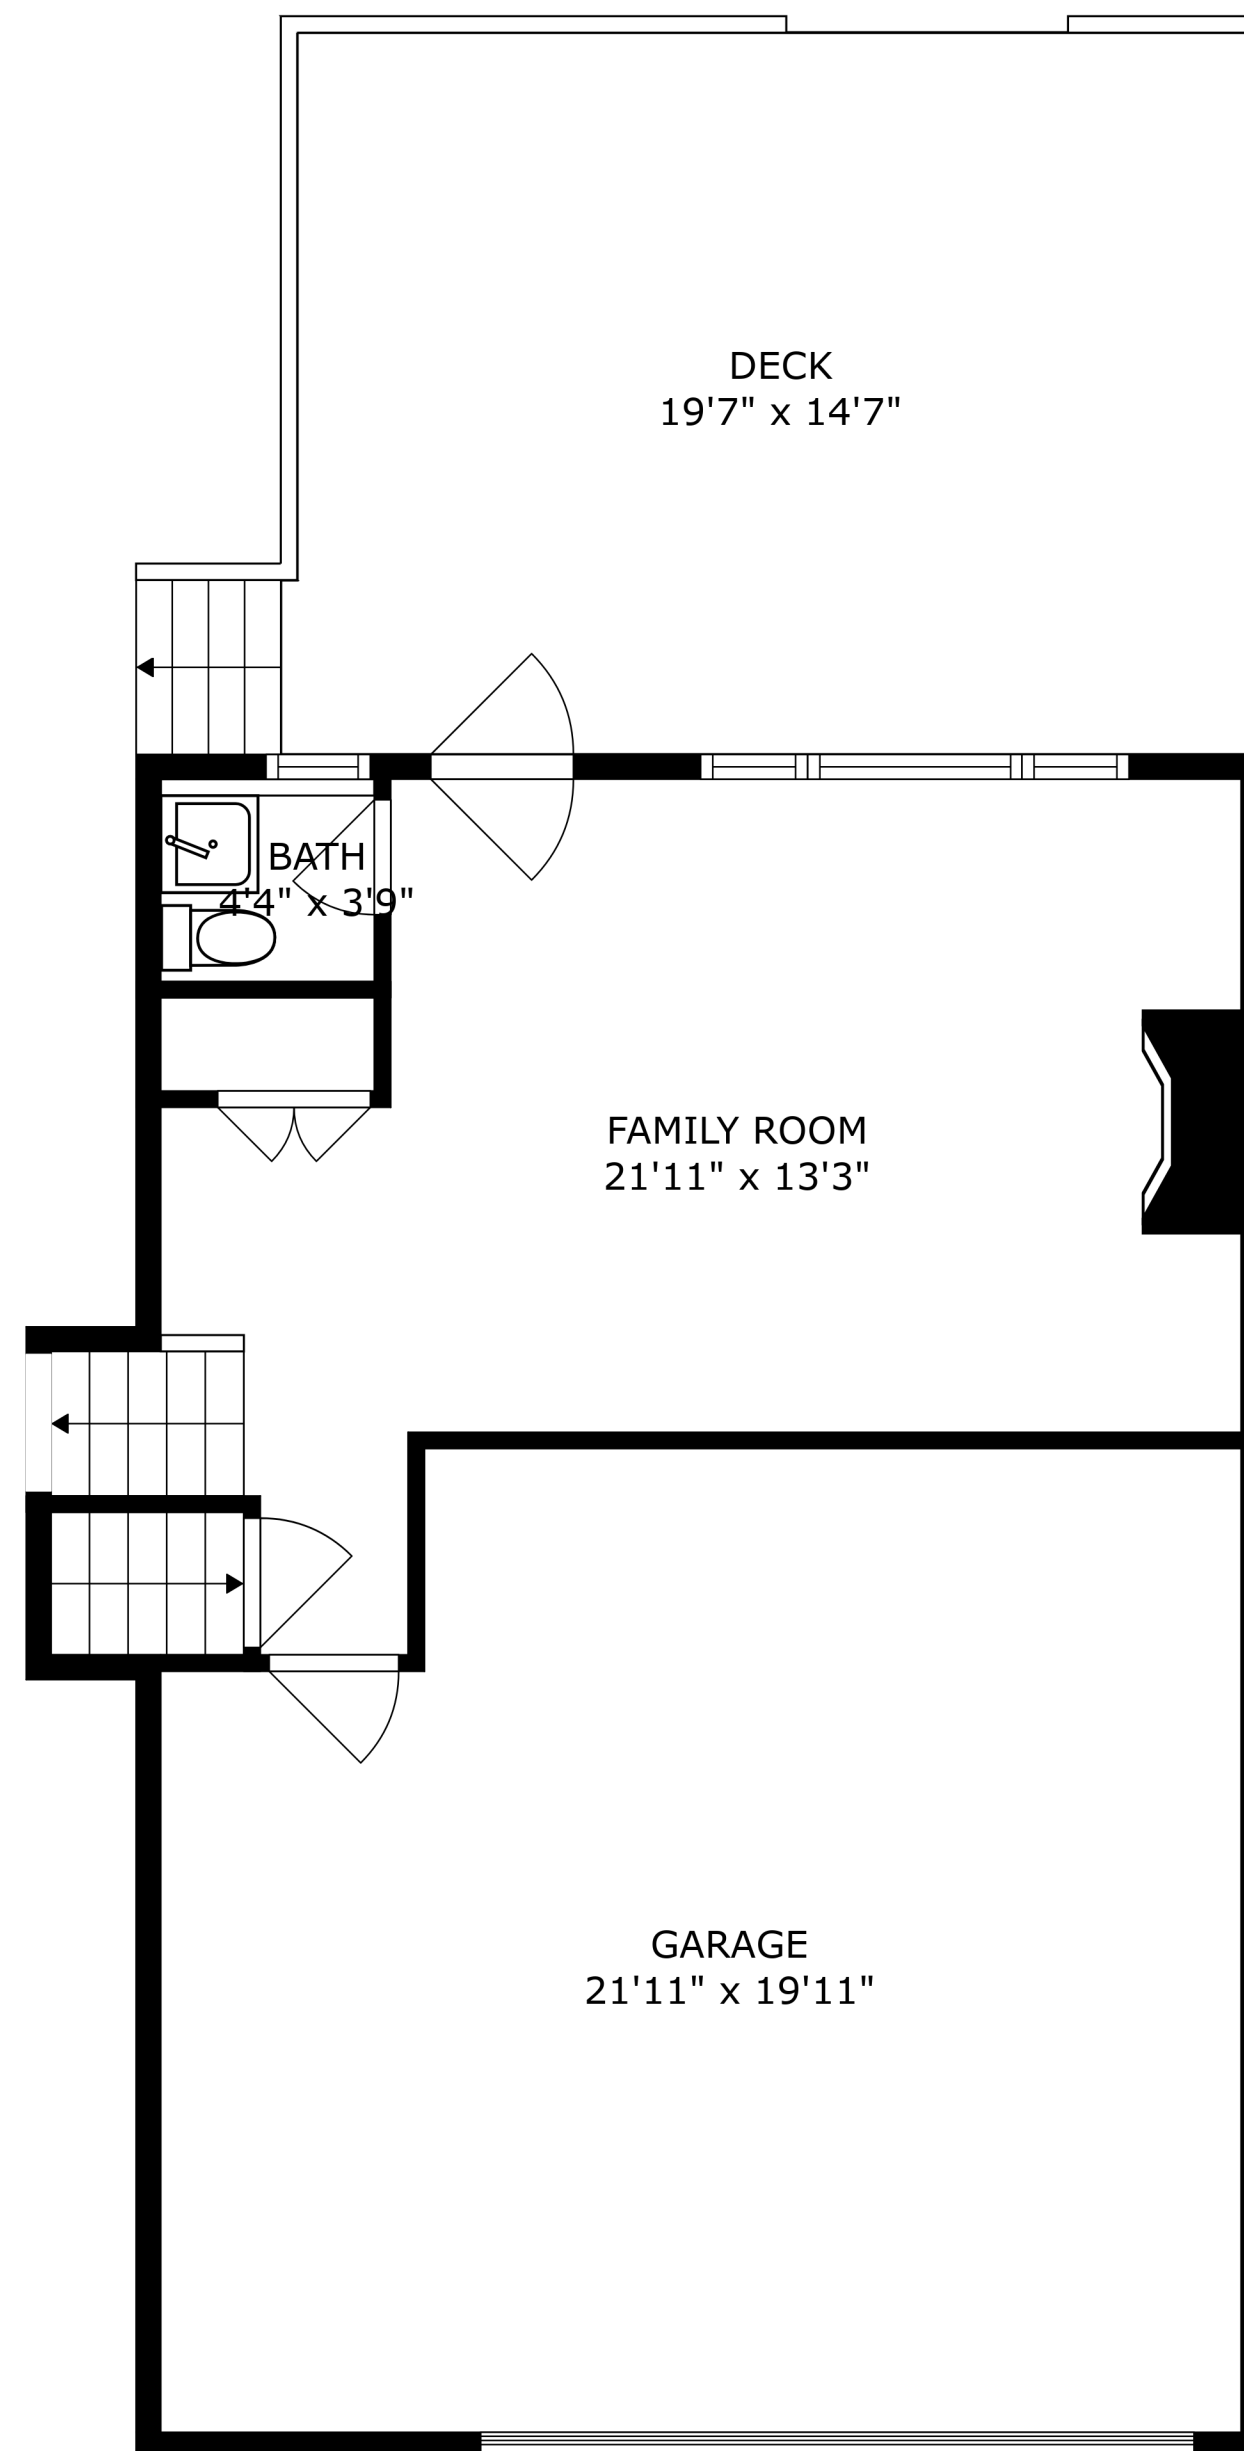 DECK
19'7" x 14'7"
BATH
4'4" x 3'9"
FAMILY ROOM
21'11" x 13'3"
GARAGE
21'11" x 19'11"